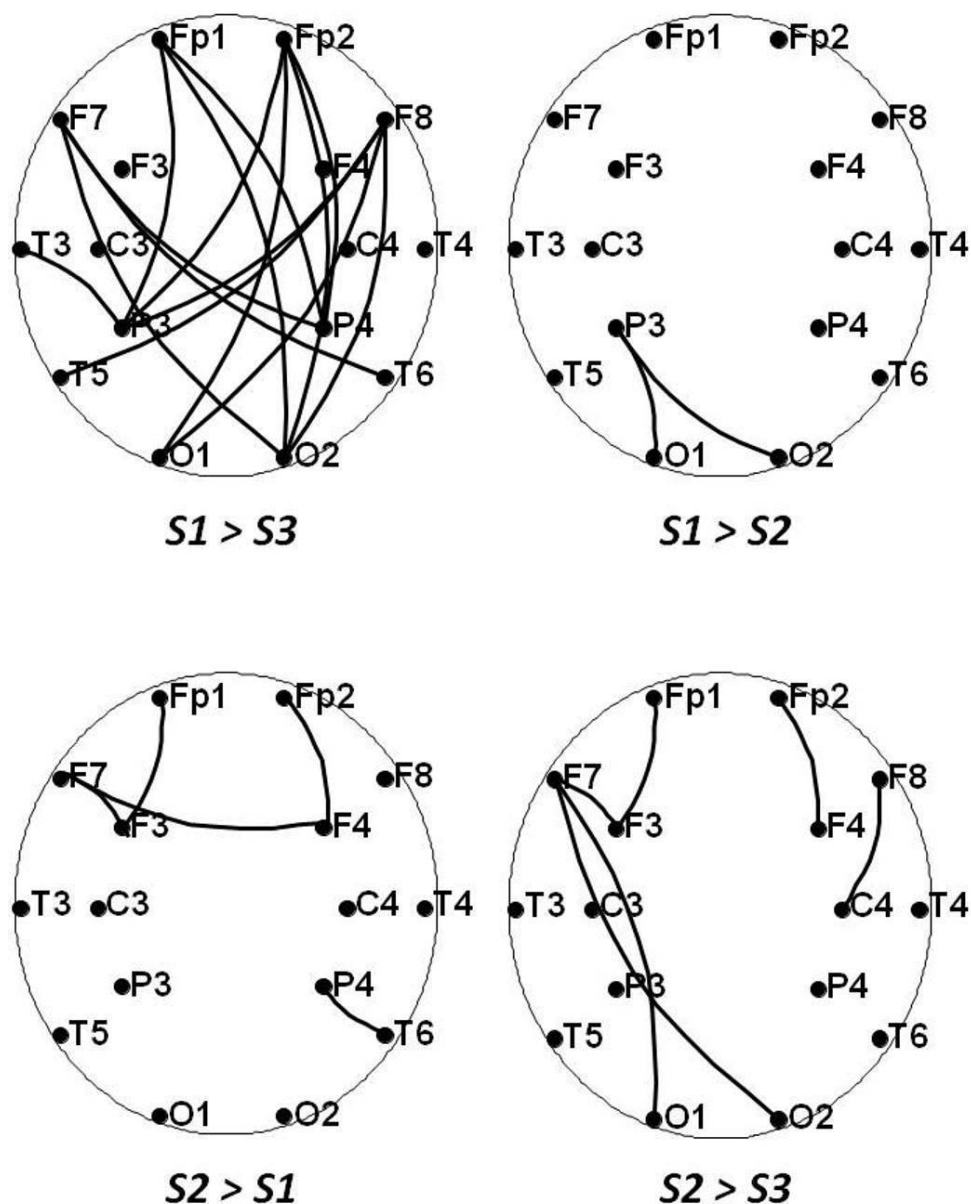 Fp1 Fp2
F7 F8
F3 F4
T3 C3 C4 T4
P3 P4
T5 T6
O1 O2
S1 > S3
Fp1 Fp2
F7 F8
F3 F4
T3 C3 C4 T4
P3 P4
T5 T6
O1 O2
S1 > S2
Fp1 Fp2
F7 F8
F3 F4
T3 C3 C4 T4
P3 P4
T5 T6
O1 O2
S2 > S1
Fp1 Fp2
F7 F8
F3 F4
T3 C3 C4 T4
P3 P4
T5 T6
O1 O2
S2 > S3